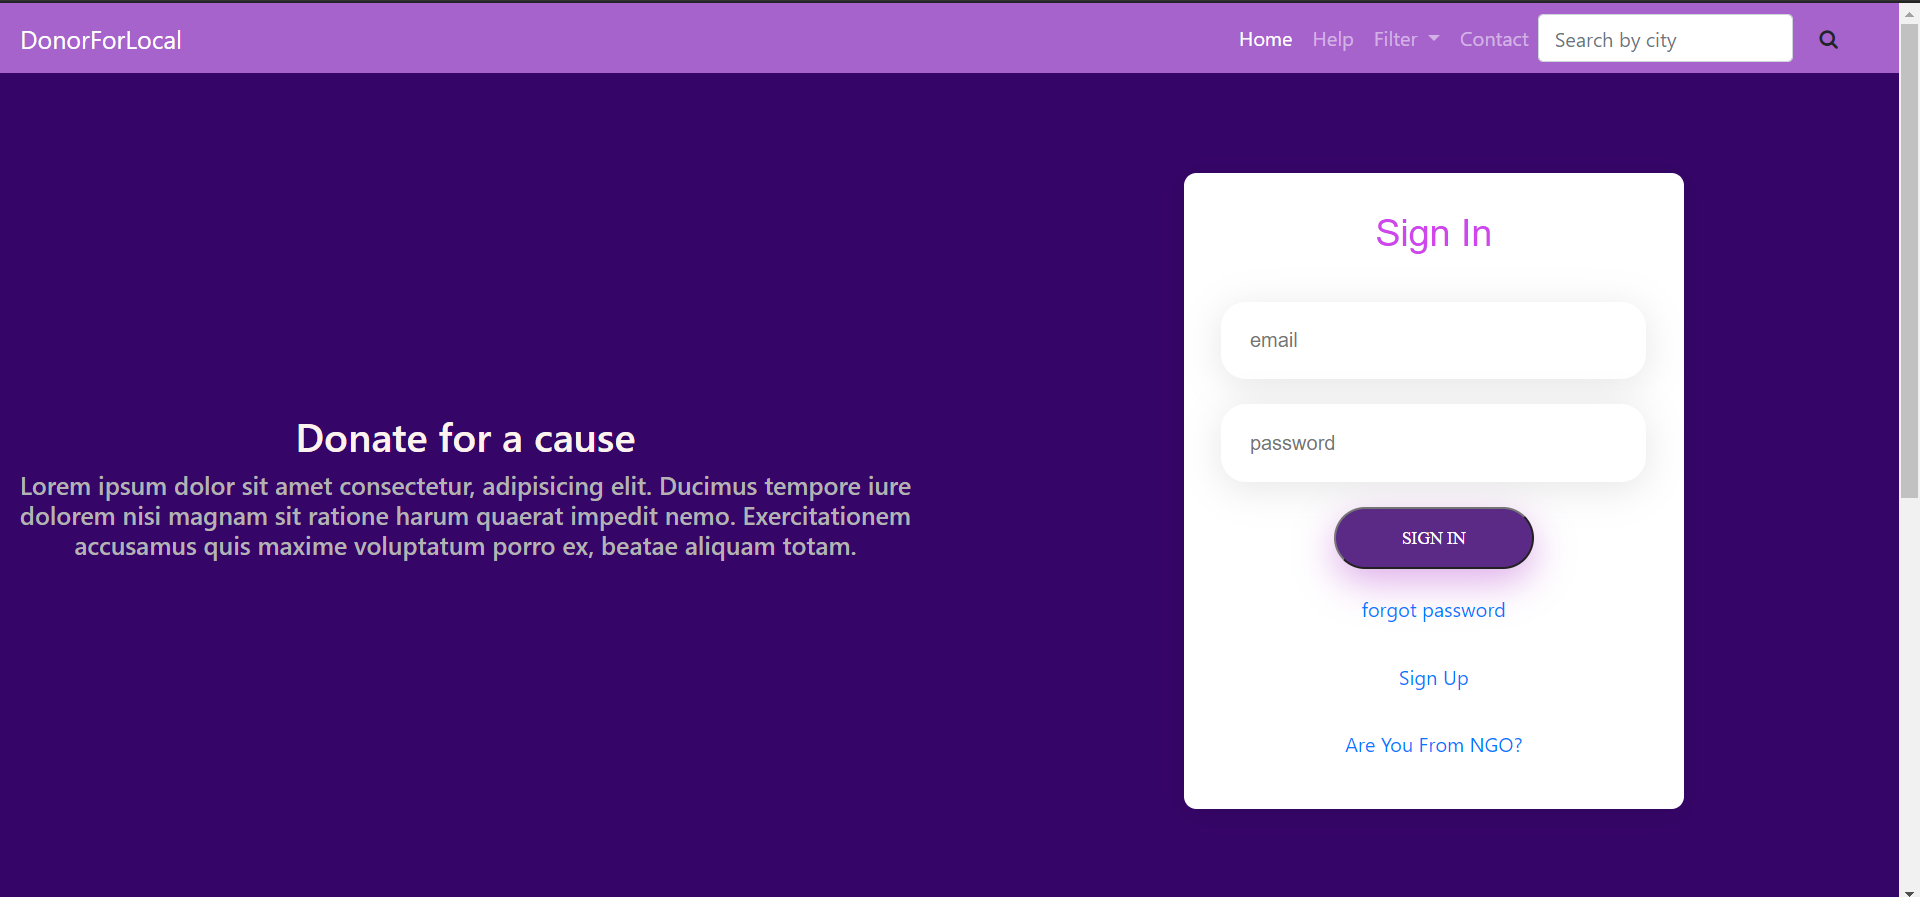 DonorForLocal
Home Help Filter Contact Search by city
Sign In
email
password
SIGN IN
forgot password
Sign Up
Are You From NGO?
Donate for a cause
Lorem ipsum dolor sit amet consectetur, adipisicing elit. Ducimus tempore iure
dolorem nisi magnam sit ratione harum quaerat impedit nemo. Exercitationem
accusamus quis maxime voluptatum porro ex, beatae aliquam totam.